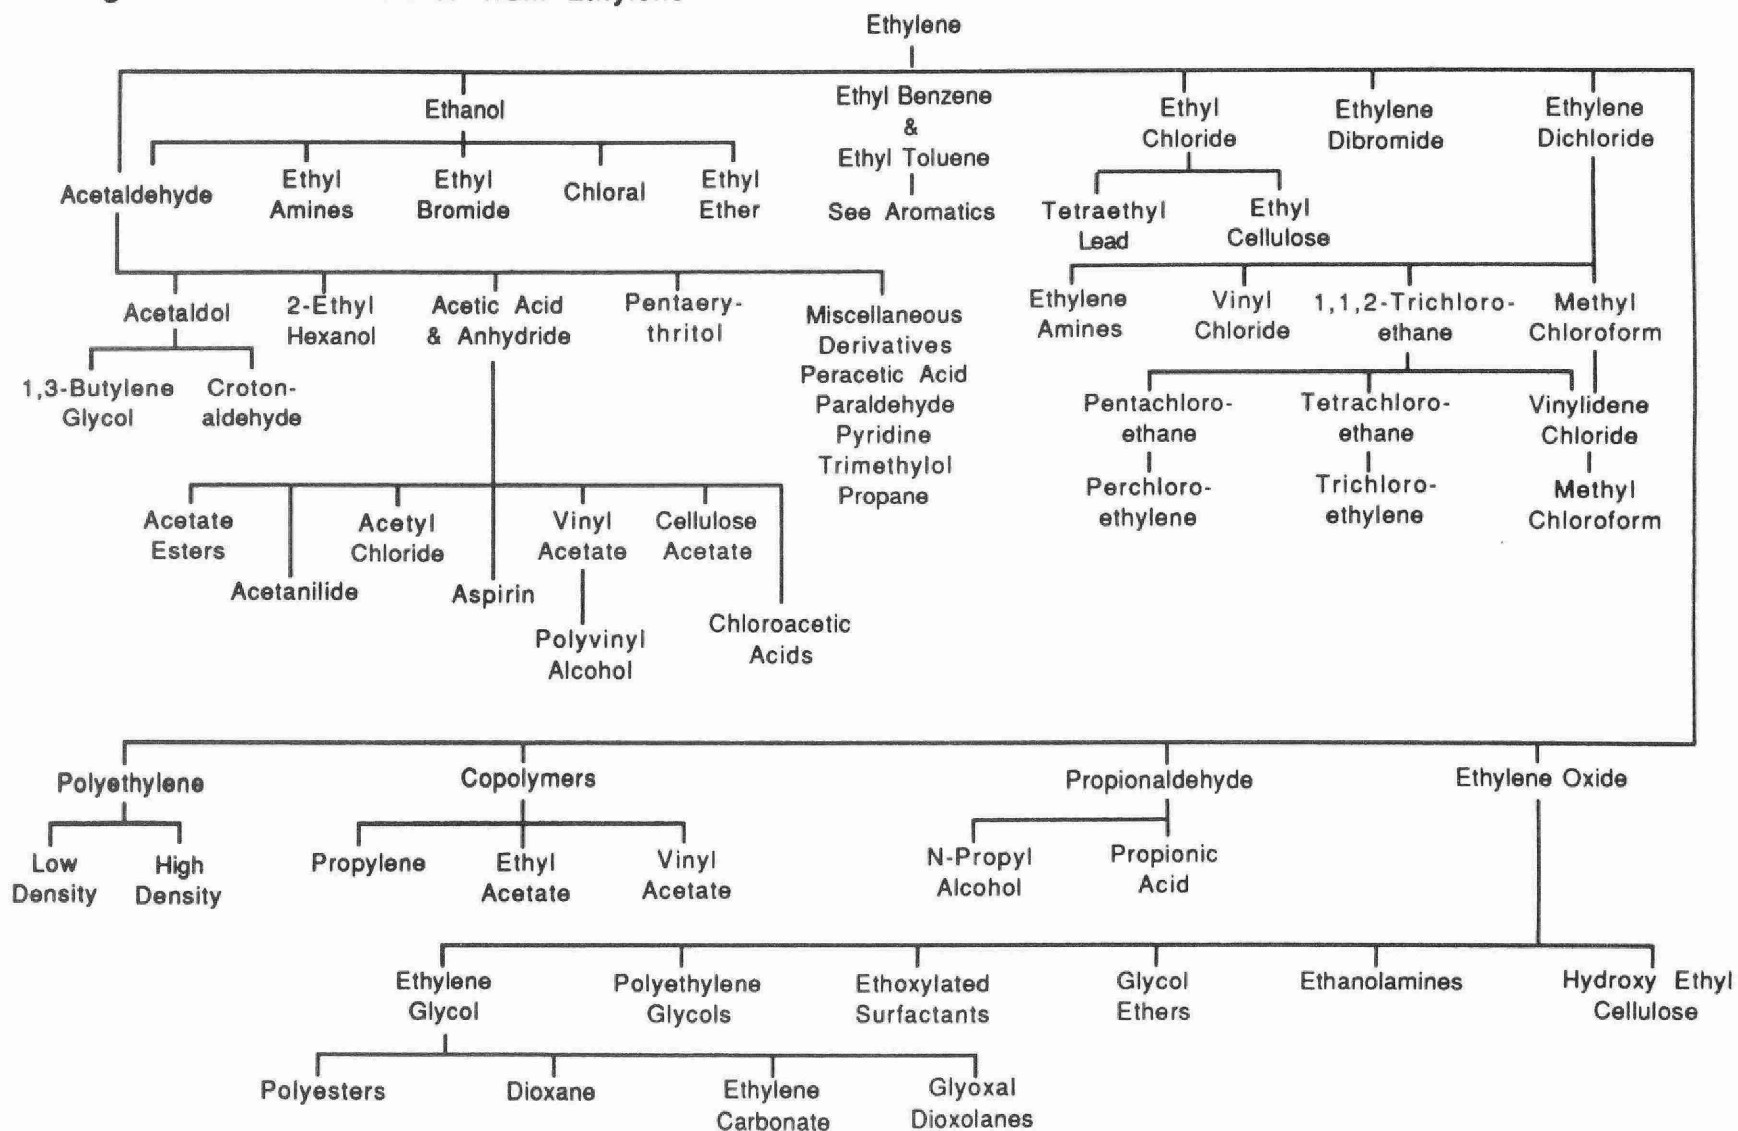 from Ethylene
Ethylene
Ethanol
Ethyl Benzene
&
Ethyl Toluene
See Aromatics
Ethyl
Chloride
Ethylene
Dibromide
Ethylene
Dichloride
Acetaldehyde
Ethyl
Amines
Ethyl
Bromide
Chloral
Ethyl
Ether
Tetraethyl
Lead
Ethyl
Cellulose
Acetaldol
2-Ethyl
Hexanol
Acetic Acid
& Anhydride
Pentaery-
thritol
Miscellaneous
Derivatives
Peracetic Acid
Paraldehyde
Pyridine
Trimethylol
Propane
Ethylene
Amines
Vinyl
Chloride
1,1,2-Trichloro-
ethane
Methyl
Chloroform
1,3-Butylene
Glycol
Croton-
aldehyde
Pentachloro-
ethane
Tetrachloro-
ethane
Vinylidene
Chloride
Perchloro-
ethylene
Trichloro-
ethylene
Methyl
Chloroform
Acetate
Esters
Acetanilide
Acetyl
Chloride
Aspirin
Vinyl
Acetate
Polyvinyl
Alcohol
Cellulose
Acetate
Chloroacetic
Acids
Polyethylene
Copolymers
Propionaldehyde
Ethylene Oxide
Low
Density
High
Density
Propylene
Ethyl
Acetate
Vinyl
Acetate
N-Propyl
Alcohol
Propionic
Acid
Ethylene
Glycol
Polyethylene
Glycols
Ethoxylated
Surfactants
Glycol
Ethers
Ethanolamines
Hydroxy Ethyl
Cellulose
Polyesters
Dioxane
Ethylene
Carbonate
Glyoxal
Dioxolanes